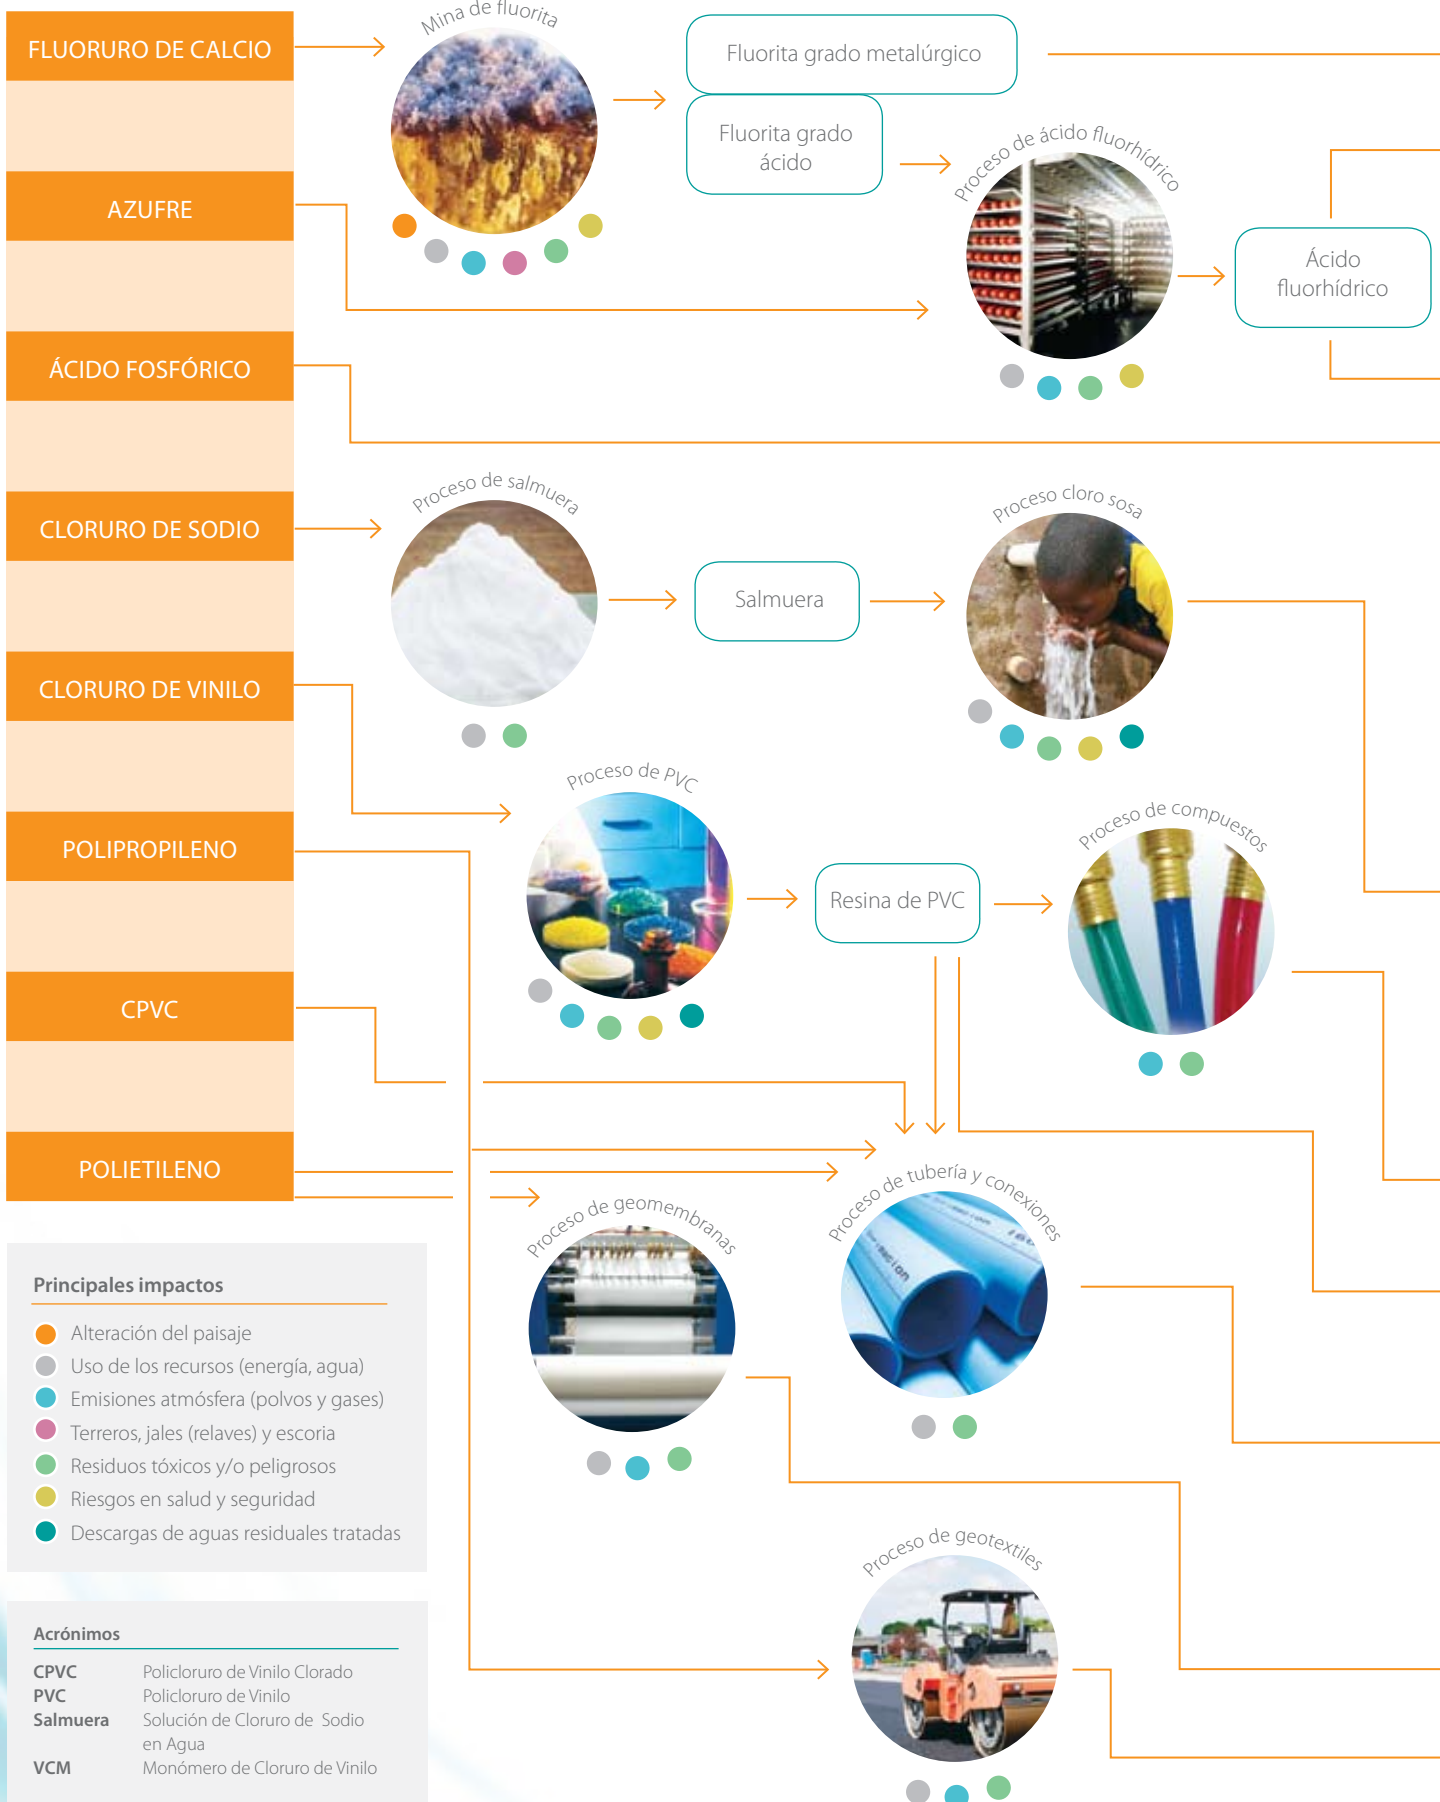 FLUORURO DE CALCIO
AZUFRE
ÁCIDO FOSFÓRICO
CLORURO DE SODIO
CLORURO DE VINILO
POLIPROPILENO
CPVC
POLIETILENO
Mina de fluorita
Fluorita grado metalúrgico
Fluorita grado
ácido
Proceso de ácido fluorhídrico
Ácido
fluorhídrico
Proceso de salmuera
Salmuera
Proceso cloro sosa
Proceso de PVC
Resina de PVC
Proceso de compuestos
Proceso de geomembranas
Proceso de tubería y conexiones
Proceso de geotextiles
Principales impactos
Alteración del paisaje
Uso de los recursos (energía, agua)
Emisiones atmósfera (polvos y gases)
Terreros, jales (relaves) y escoria
Residuos tóxicos y/o peligrosos
Riesgos en salud y seguridad
Descargas de aguas residuales tratadas
Acrónimos
CPVC Policloruro de Vinilo Clorado
PVC Policloruro de Vinilo
Salmuera Solución de Cloruro de Sodio
en Agua
VCM Monómero de Cloruro de Vinilo